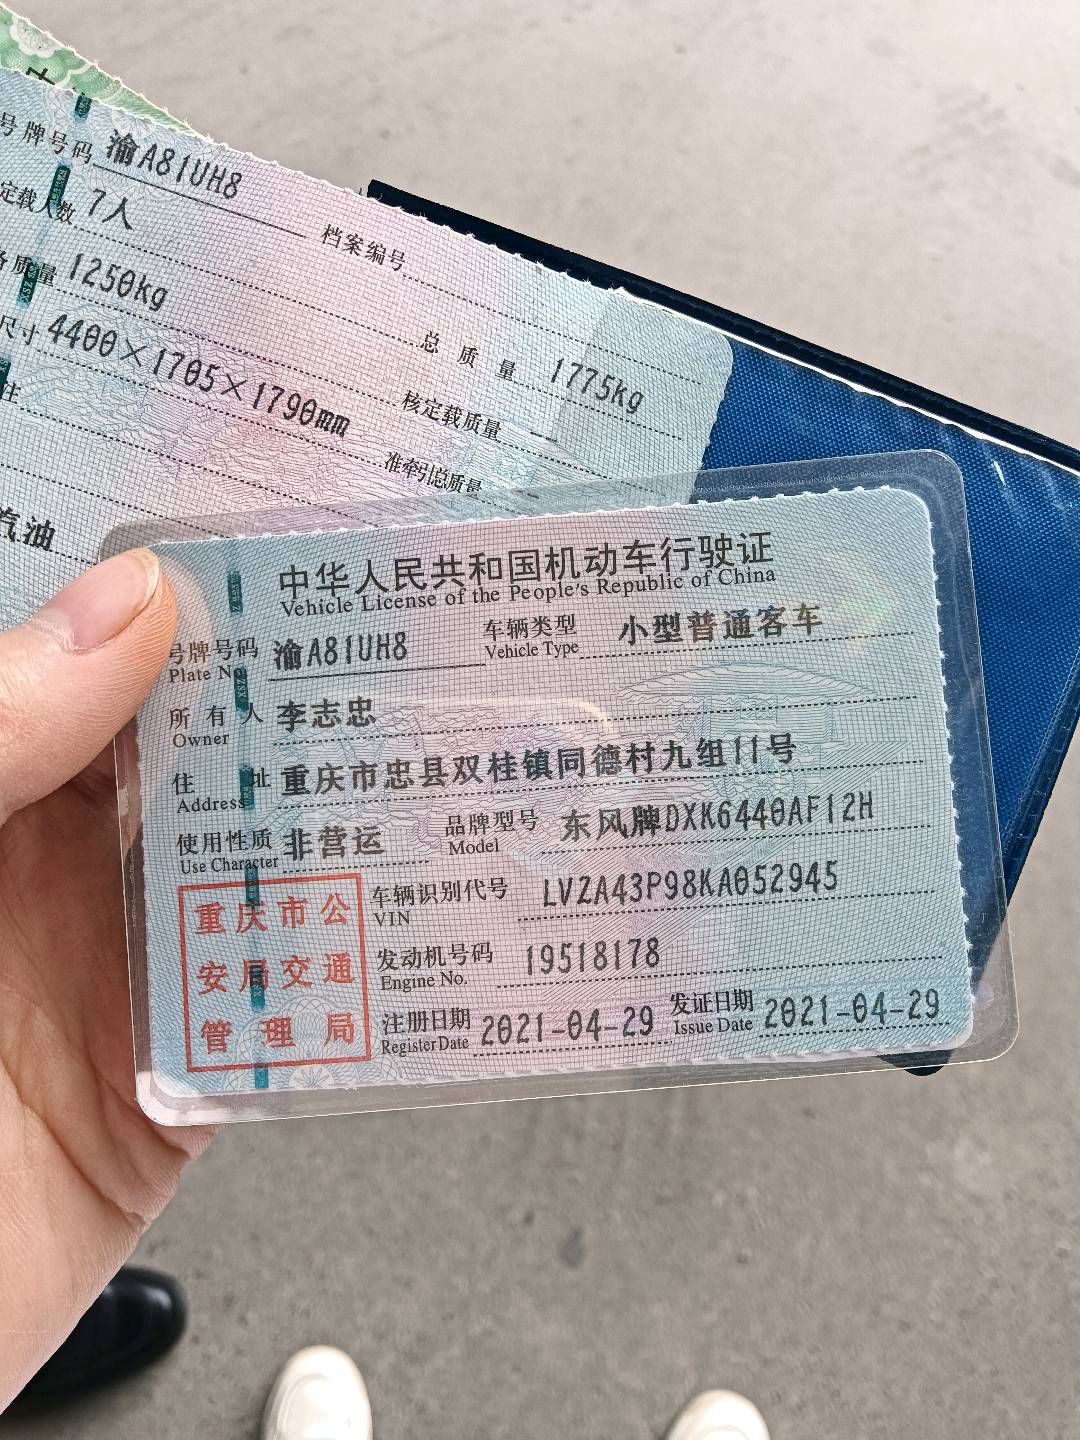 号牌号码 渝A81UH8 档案编号
定载人数 7人 总质量 1775kg
质量 1250kg 核定载质量 —
尺寸 4400×1705×1790mm 准牵引总质量
注
汽油
中华人民共和国机动车行驶证
Vehicle License of the People's Republic of China
号牌号码 渝A81UH8 车辆类型 小型普通客车
Plate No. Vehicle Type
所有人 李志忠
Owner
住址 重庆市忠县双桂镇同德村九组11号
Address
使用性质 非营运 品牌型号 东风牌DXK6440AF12H
Use Character Model
重庆市公安局交通管理局
车辆识别代号 LVZA43P98KA052945
VIN
发动机号码 19518178
Engine No.
注册日期 2021-04-29 发证日期 2021-04-29
Register Date Issue Date